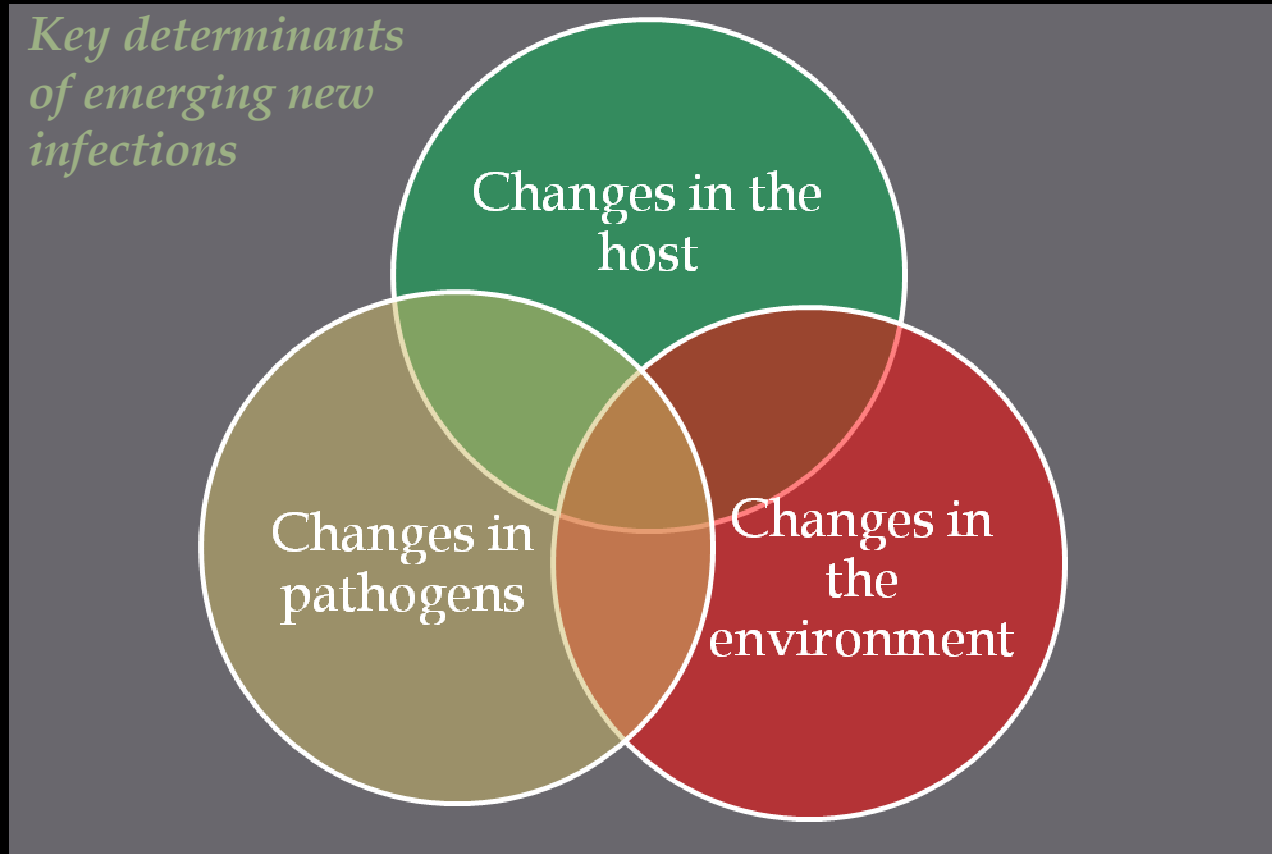 Key determinants
of emerging new
infections
Changes in the
host
Changes in
pathogens
Changes in
the
environment